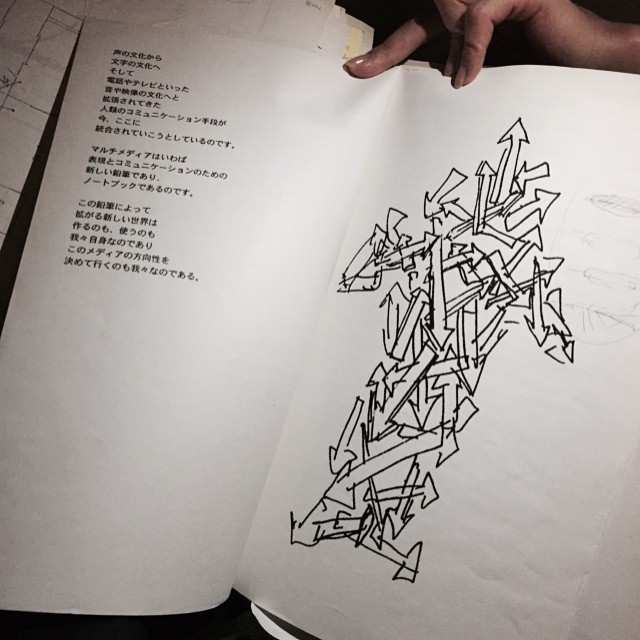 声の文化から
文字の文化へ
そして
電話やテレビといった
音や映像の文化へと
拡張されてきた
人類のコミュニケーション手段が
今、ここに
統合されていこうとしているのです。
マルチメディアはいわば
表現とコミュニケーションのための
新しい鉛筆であり、
ノートブックであるのです。
この鉛筆によって
拡がる新しい世界は
作るのも、使うのも
我々自身なのであり
このメディアの方向性を
決めて行くのも我々なのである。